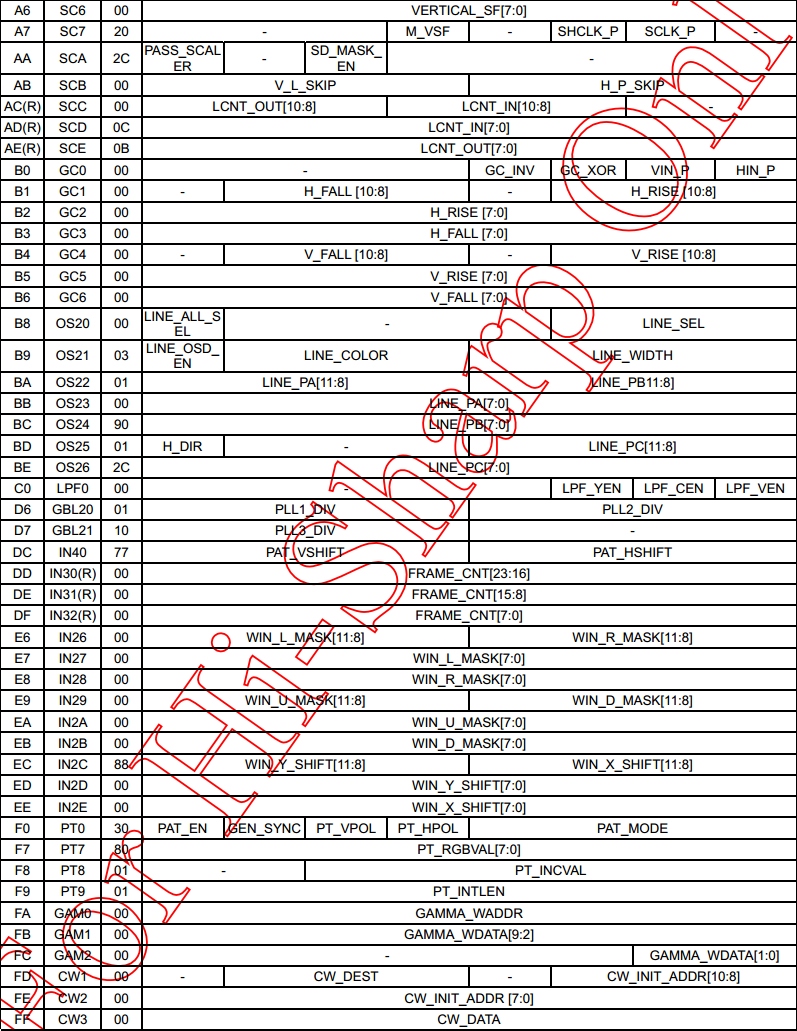 A6 SC6 00 VERTICAL_SF[7:0]
A7 SC7 20 - M_VSF - SHCLK_P SCLK_P -
AA SCA 2C PASS_SCAL ER - SD_MASK_ EN -
AB SCB 00 V_L_SKIP H_P_SKIP
AC(R) SCC 00 LCNT_OUT[10:8] LCNT_IN[10:8] -
AD(R) SCD 0C LCNT_IN[7:0]
AE(R) SCE 0B LCNT_OUT[7:0]
B0 GC0 00 - GC_INV GC_XOR VIN_P HIN_P
B1 GC1 00 - H_FALL [10:8] - H_RISE [10:8]
B2 GC2 00 H_RISE [7:0]
B3 GC3 00 H_FALL [7:0]
B4 GC4 00 - V_FALL [10:8] - V_RISE [10:8]
B5 GC5 00 V_RISE [7:0]
B6 GC6 00 V_FALL [7:0]
B8 OS20 00 LINE_ALL_S EL - LINE_SEL
B9 OS21 03 LINE_OSD_ EN LINE_COLOR LINE_WIDTH
BA OS22 01 LINE_PA[11:8] LINE_PB11:8]
BB OS23 00 LINE_PA[7:0]
BC OS24 90 LINE_PB[7:0]
BD OS25 01 H_DIR - LINE_PC[11:8]
BE OS26 2C LINE_PC[7:0]
C0 LPF0 00 - LPF_YEN LPF_CEN LPF_VEN
D6 GBL20 01 PLL1_DIV PLL2_DIV
D7 GBL21 10 PLL3_DIV -
DC IN40 77 PAT_VSHIFT PAT_HSHIFT
DD IN30(R) 00 FRAME_CNT[23:16]
DE IN31(R) 00 FRAME_CNT[15:8]
DF IN32(R) 00 FRAME_CNT[7:0]
E6 IN26 00 WIN_L_MASK[11:8] WIN_R_MASK[11:8]
E7 IN27 00 WIN_L_MASK[7:0]
E8 IN28 00 WIN_R_MASK[7:0]
E9 IN29 00 WIN_U_MASK[11:8] WIN_D_MASK[11:8]
EA IN2A 00 WIN_U_MASK[7:0]
EB IN2B 00 WIN_D_MASK[7:0]
EC IN2C 88 WIN_Y_SHIFT[11:8] WIN_X_SHIFT[11:8]
ED IN2D 00 WIN_Y_SHIFT[7:0]
EE IN2E 00 WIN_X_SHIFT[7:0]
F0 PT0 30 PAT_EN GEN_SYNC PT_VPOL PT_HPOL PAT_MODE
F7 PT7 80 PT_RGBVAL[7:0]
F8 PT8 01 - PT_INCVAL
F9 PT9 01 PT_INTLEN
FA GAM0 00 GAMMA_WADDR
FB GAM1 00 GAMMA_WDATA[9:2]
FC GAM2 00 - GAMMA_WDATA[1:0]
FD CW1 00 - CW_DEST - CW_INIT_ADDR[10:8]
FE CW2 00 CW_INIT_ADDR [7:0]
FF CW3 00 CW_DATA
For Hi-Sharp Onl